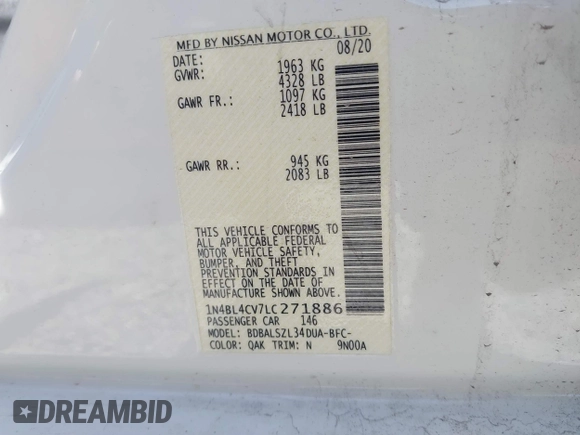 MFD BY NISSAN MOTOR CO., LTD.
DATE: 08/20
GVWR: 1963 KG
4328 LB
GAWR FR.: 1097 KG
2418 LB
GAWR RR.: 945 KG
2083 LB
THIS VEHICLE CONFORMS TO
ALL APPLICABLE FEDERAL
MOTOR VEHICLE SAFETY,
BUMPER, AND THEFT
PREVENTION STANDARDS IN
EFFECT ON THE DATE OF
MANUFACTURE SHOWN ABOVE.
1N4BL4CV7LC271886
PASSENGER CAR 146
MODEL: BDBALSZL34DUA-BFC-
COLOR: QAK TRIM: N 9N00A
DREAMBID